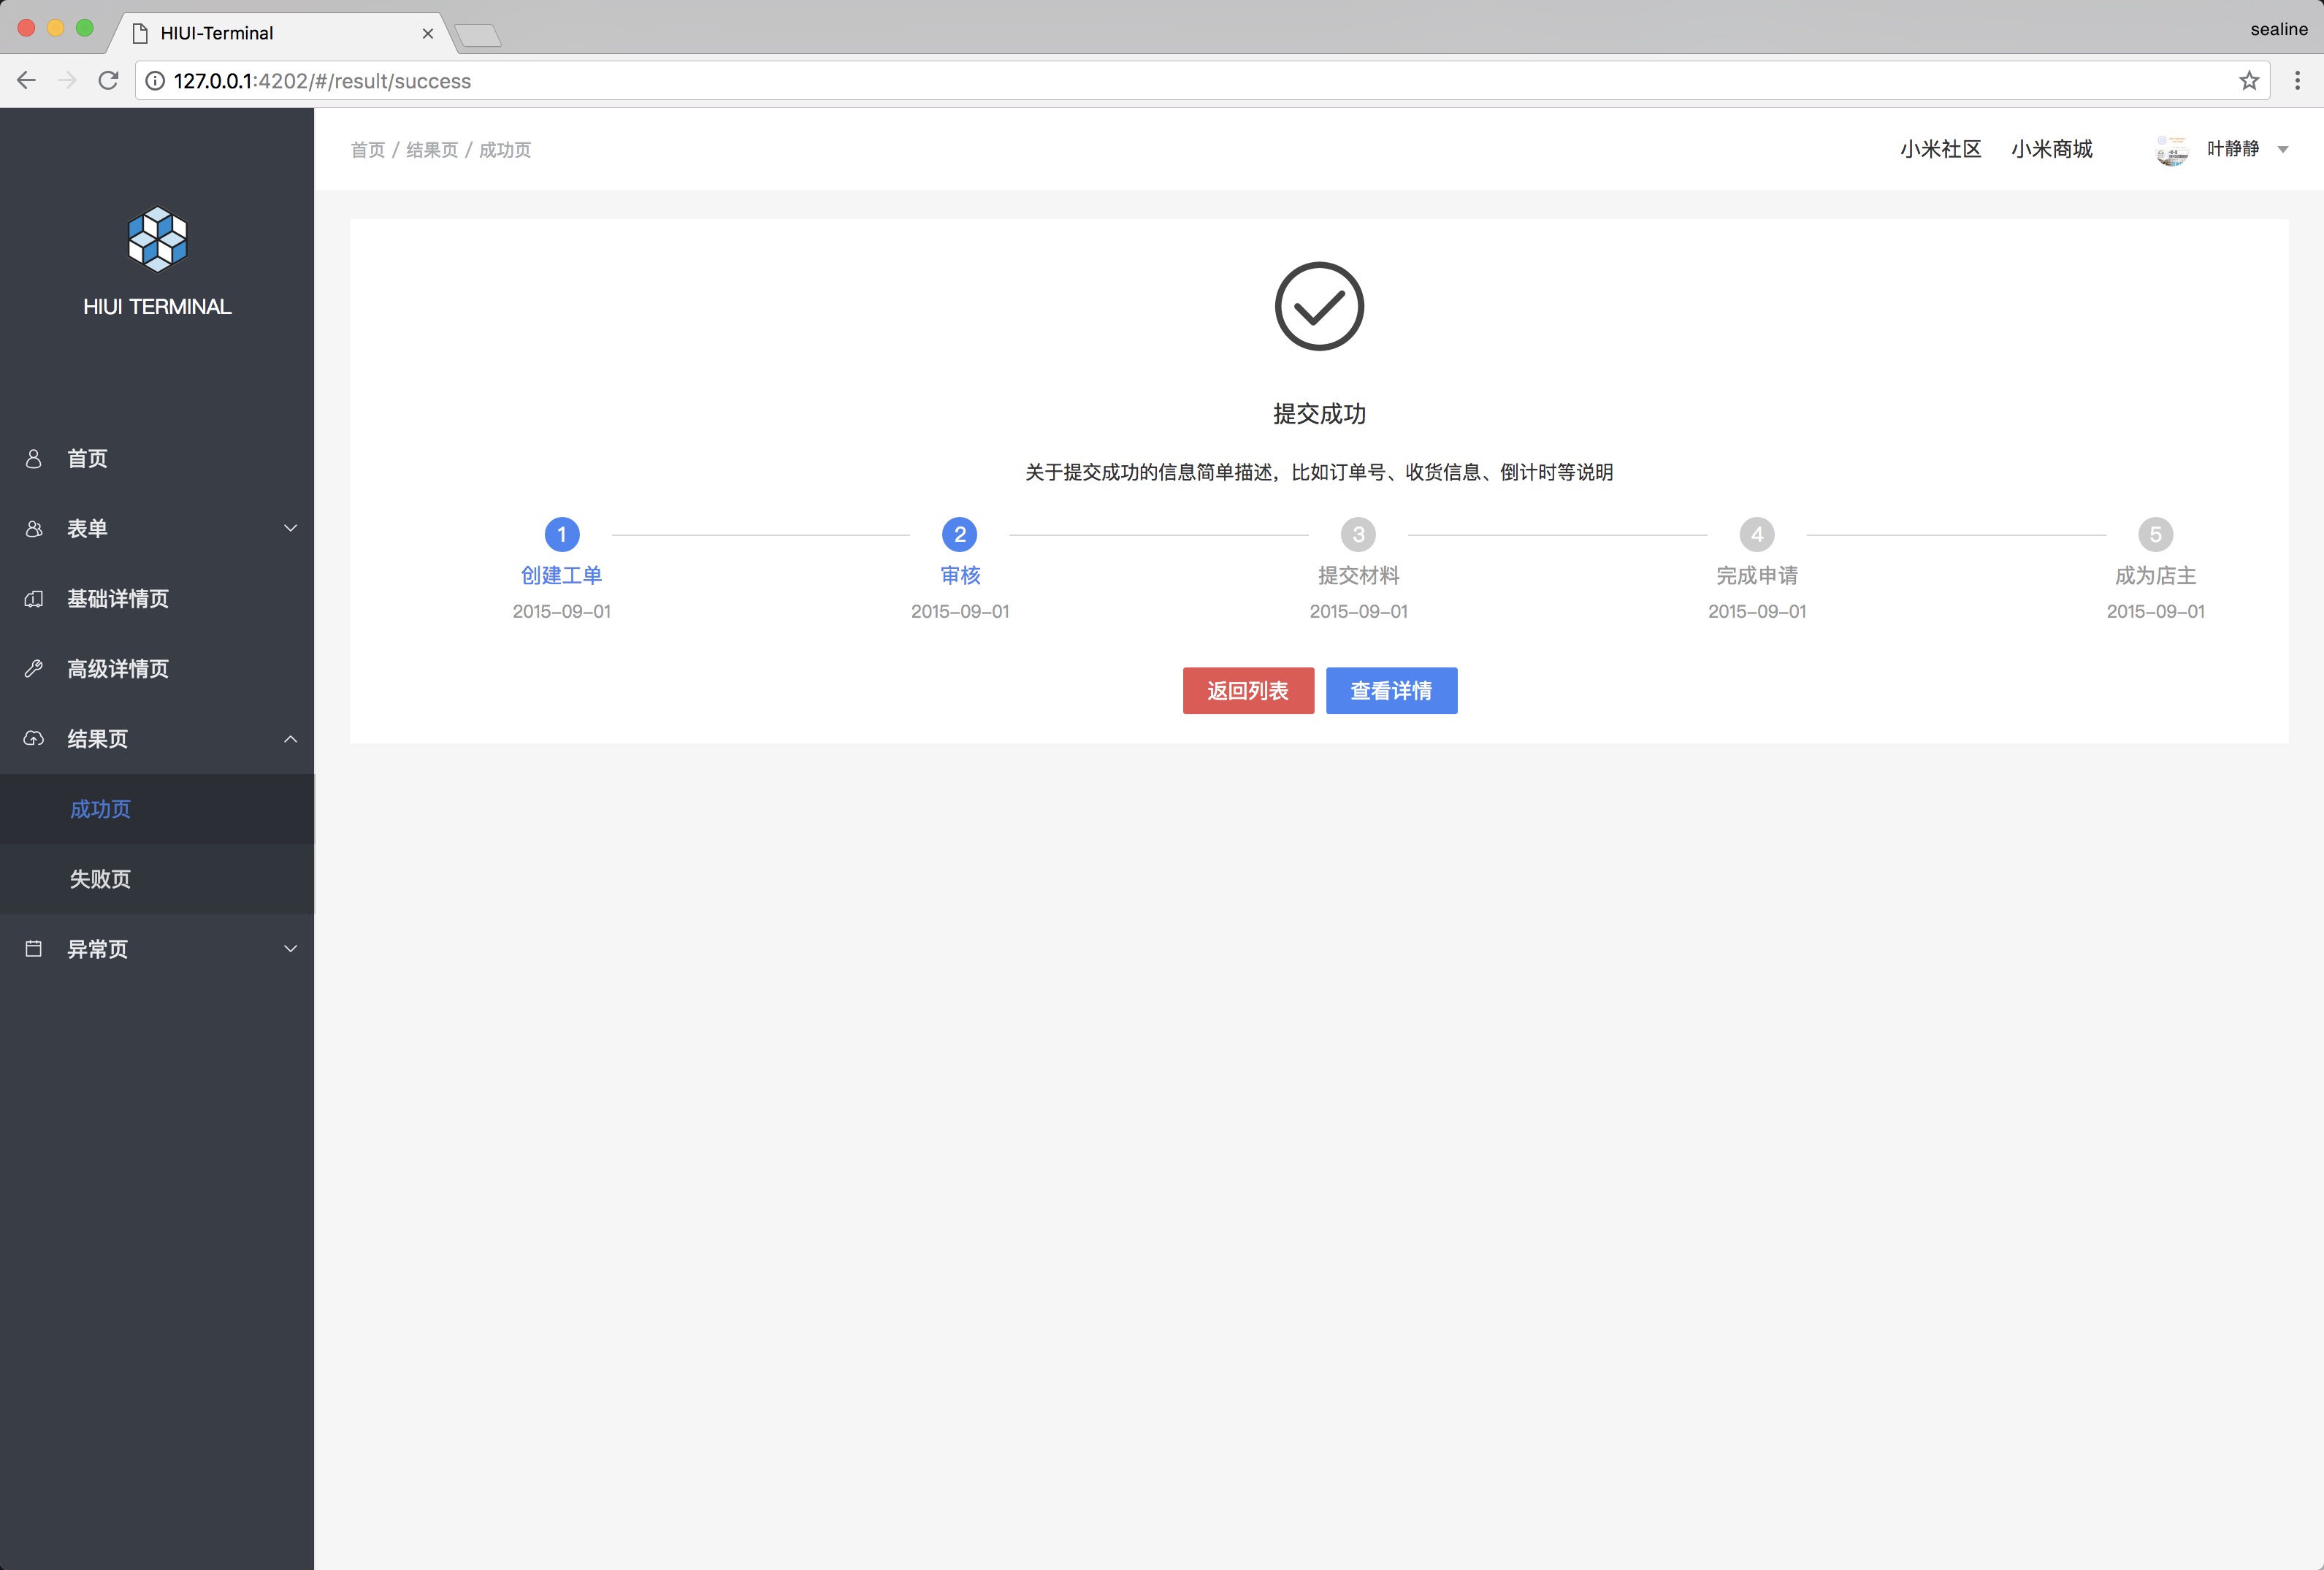 HIUI-Terminal
sealine
127.0.0.1:4202/#/result/success
首页 / 结果页 / 成功页
小米社区 小米商城 叶静静
HIUI TERMINAL
首页
表单
基础详情页
高级详情页
结果页
成功页
失败页
异常页
提交成功
关于提交成功的信息简单描述，比如订单号、收货信息、倒计时等说明
1 2 3 4 5
创建工单 审核 提交材料 完成申请 成为店主
2015-09-01 2015-09-01 2015-09-01 2015-09-01 2015-09-01
返回列表 查看详情